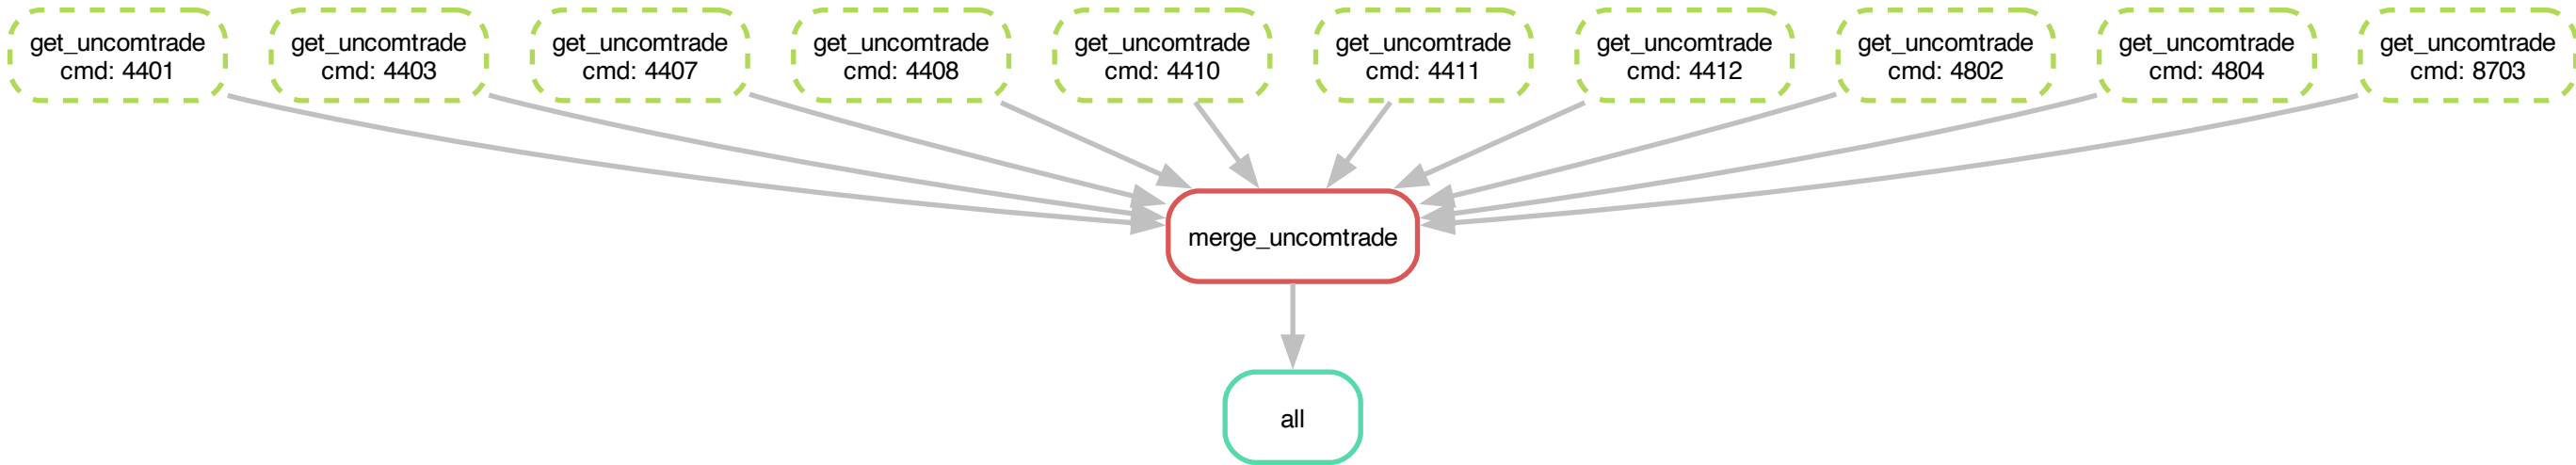 get_uncomtrade
cmd: 4401
get_uncomtrade
cmd: 4403
get_uncomtrade
cmd: 4407
get_uncomtrade
cmd: 4408
get_uncomtrade
cmd: 4410
get_uncomtrade
cmd: 4411
get_uncomtrade
cmd: 4412
get_uncomtrade
cmd: 4802
get_uncomtrade
cmd: 4804
get_uncomtrade
cmd: 8703
merge_uncomtrade
all